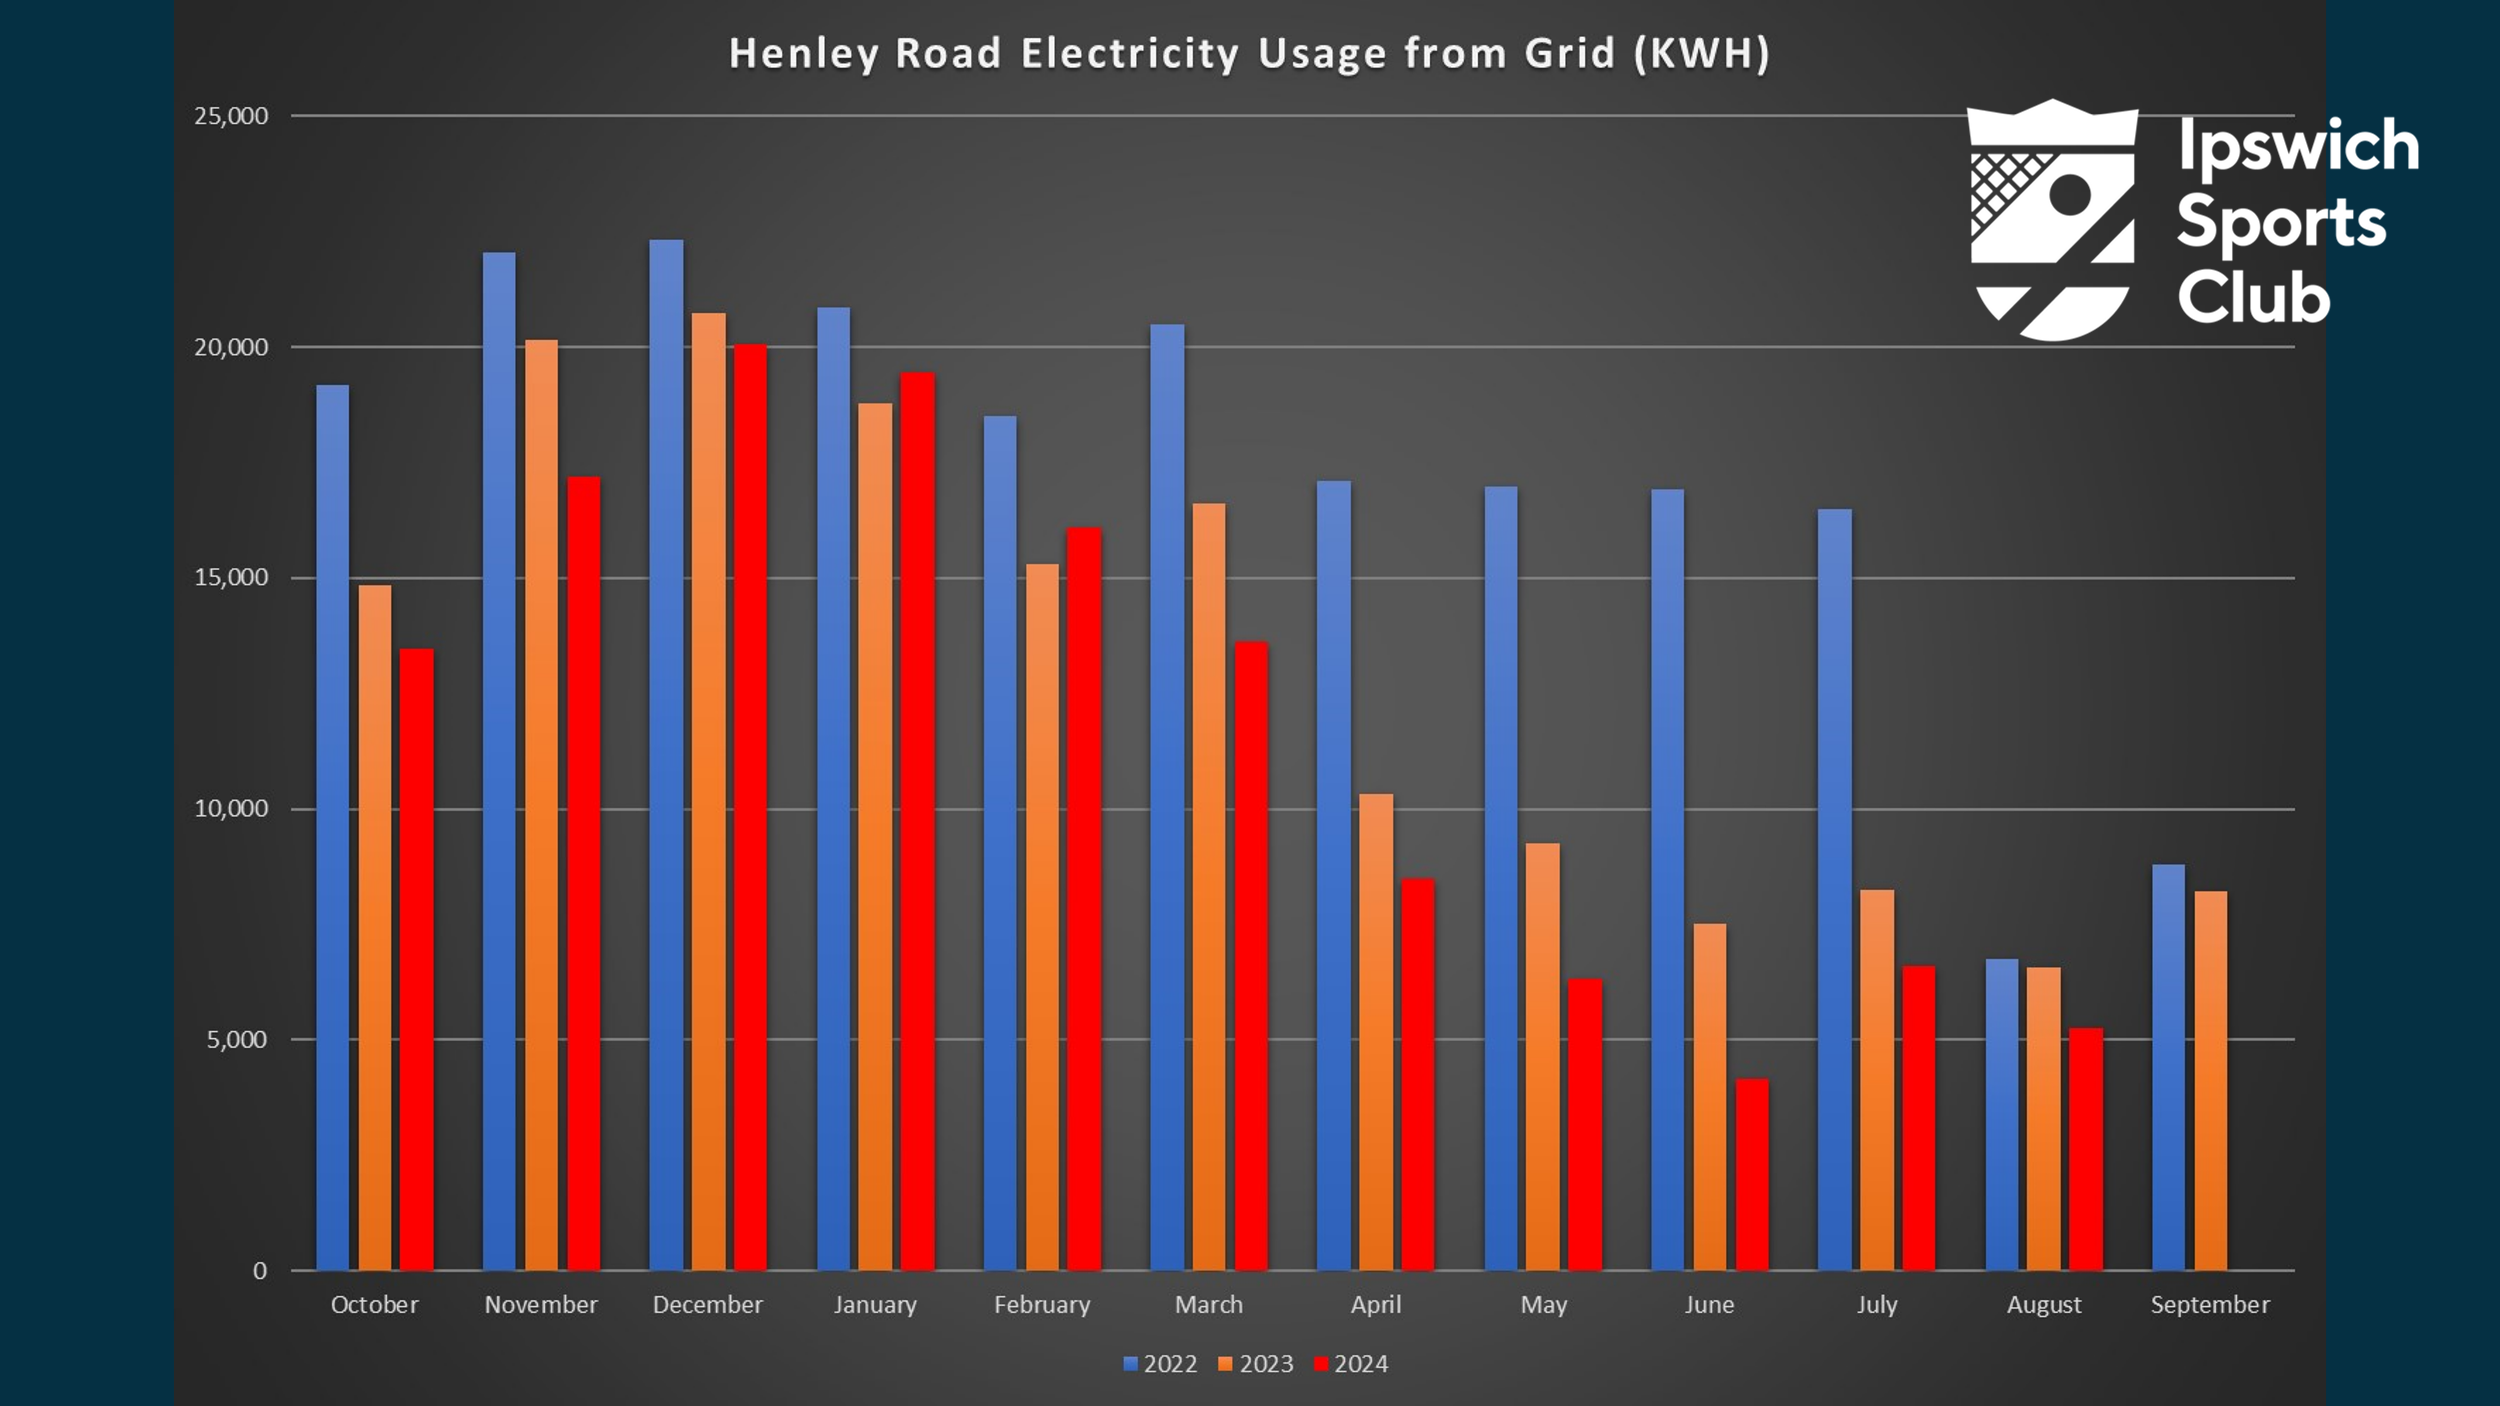 Henley Road Electricity Usage from Grid (KWH)
Ipswich
Sports
Club
25,000
20,000
15,000
10,000
5,000
0
October November December January February March April May June July August September
2022 2023 2024